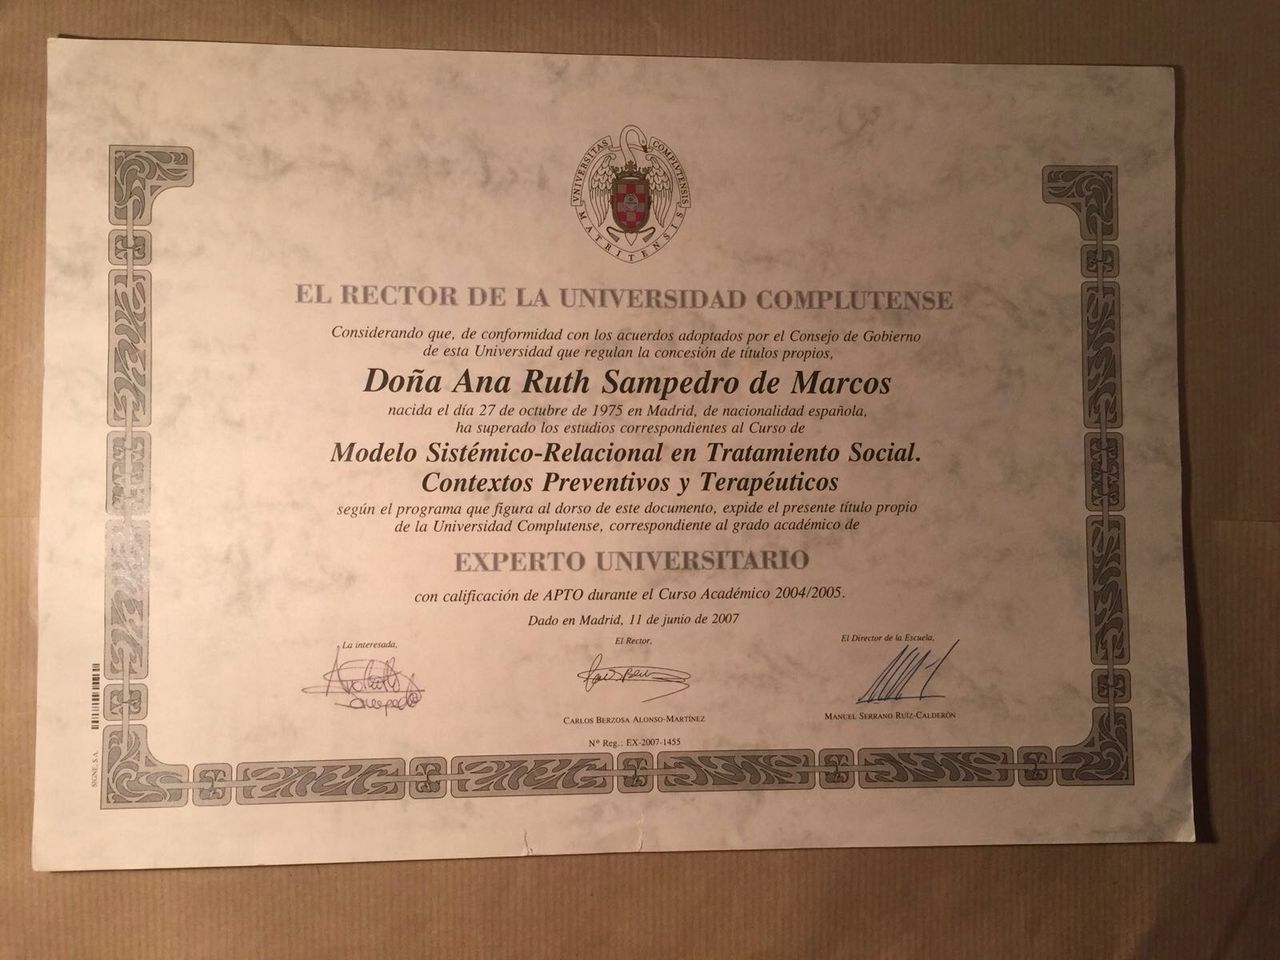 UNIVERSITAS COMPLUTENSIS
MATRITENSIS
EL RECTOR DE LA UNIVERSIDAD COMPLUTENSE
Considerando que, de conformidad con los acuerdos adoptados por el Consejo de Gobierno
de esta Universidad que regulan la concesión de títulos propios,
Doña Ana Ruth Sampedro de Marcos
nacida el día 27 de octubre de 1975 en Madrid, de nacionalidad española,
ha superado los estudios correspondientes al Curso de
Modelo Sistémico-Relacional en Tratamiento Social.
Contextos Preventivos y Terapéuticos
según el programa que figura al dorso de este documento, expide el presente título propio
de la Universidad Complutense, correspondiente al grado académico de
EXPERTO UNIVERSITARIO
con calificación de APTO durante el Curso Académico 2004/2005.
Dado en Madrid, 11 de junio de 2007
La interesada,
El Rector,
El Director de la Escuela,
CARLOS BERZOSA ALONSO-MARTÍNEZ
MANUEL SERRANO RUIZ-CALDERÓN
Nº Reg.: EX-2007-1455
SIGNE, S.A.